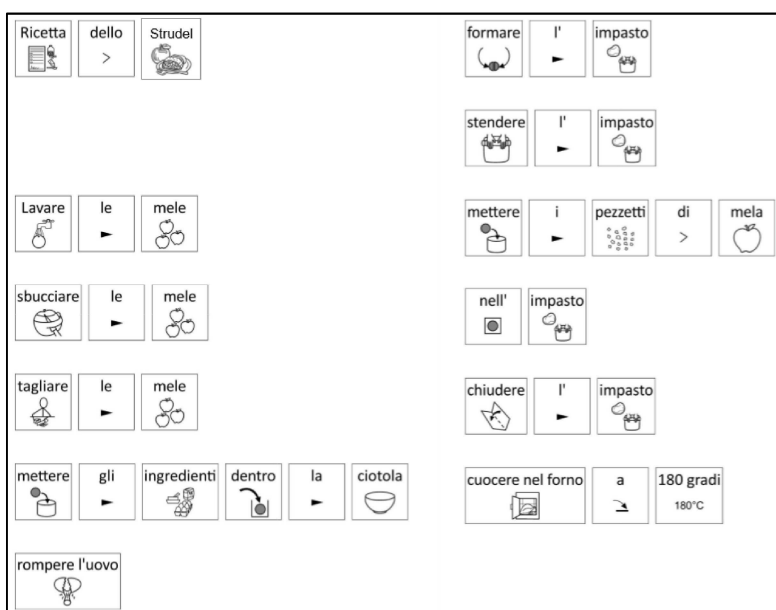 Ricetta dello Strudel
Lavare le mele
sbucciare le mele
tagliare le mele
mettere gli ingredienti dentro la ciotola
rompere l'uovo
formare l' impasto
stendere l' impasto
mettere i pezzetti di mela
nell' impasto
chiudere l' impasto
cuocere nel forno a 180 gradi
180°C